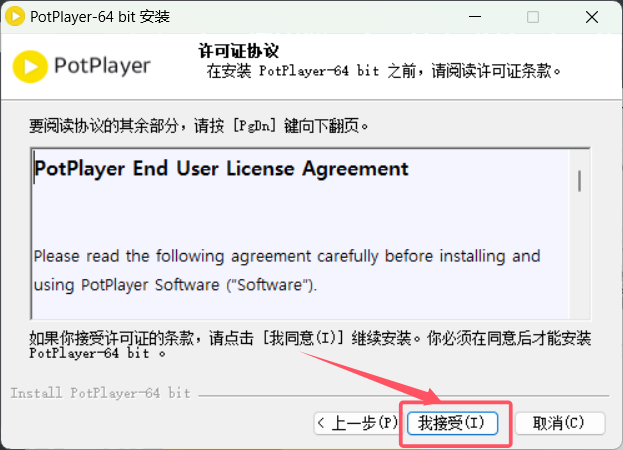 PotPlayer-64 bit 安装
PotPlayer
许可证协议
在安装 PotPlayer-64 bit 之前，请阅读许可证条款。
要阅读协议的其余部分，请按 [PgDn] 键向下翻页。
PotPlayer End User License Agreement
Please read the following agreement carefully before installing and
using PotPlayer Software ("Software").
如果你接受许可证的条款，请点击 [我同意(I)] 继续安装。你必须在同意后才能安装
PotPlayer-64 bit 。
Install PotPlayer-64 bit
< 上一步(P)
我接受(I)
取消(C)